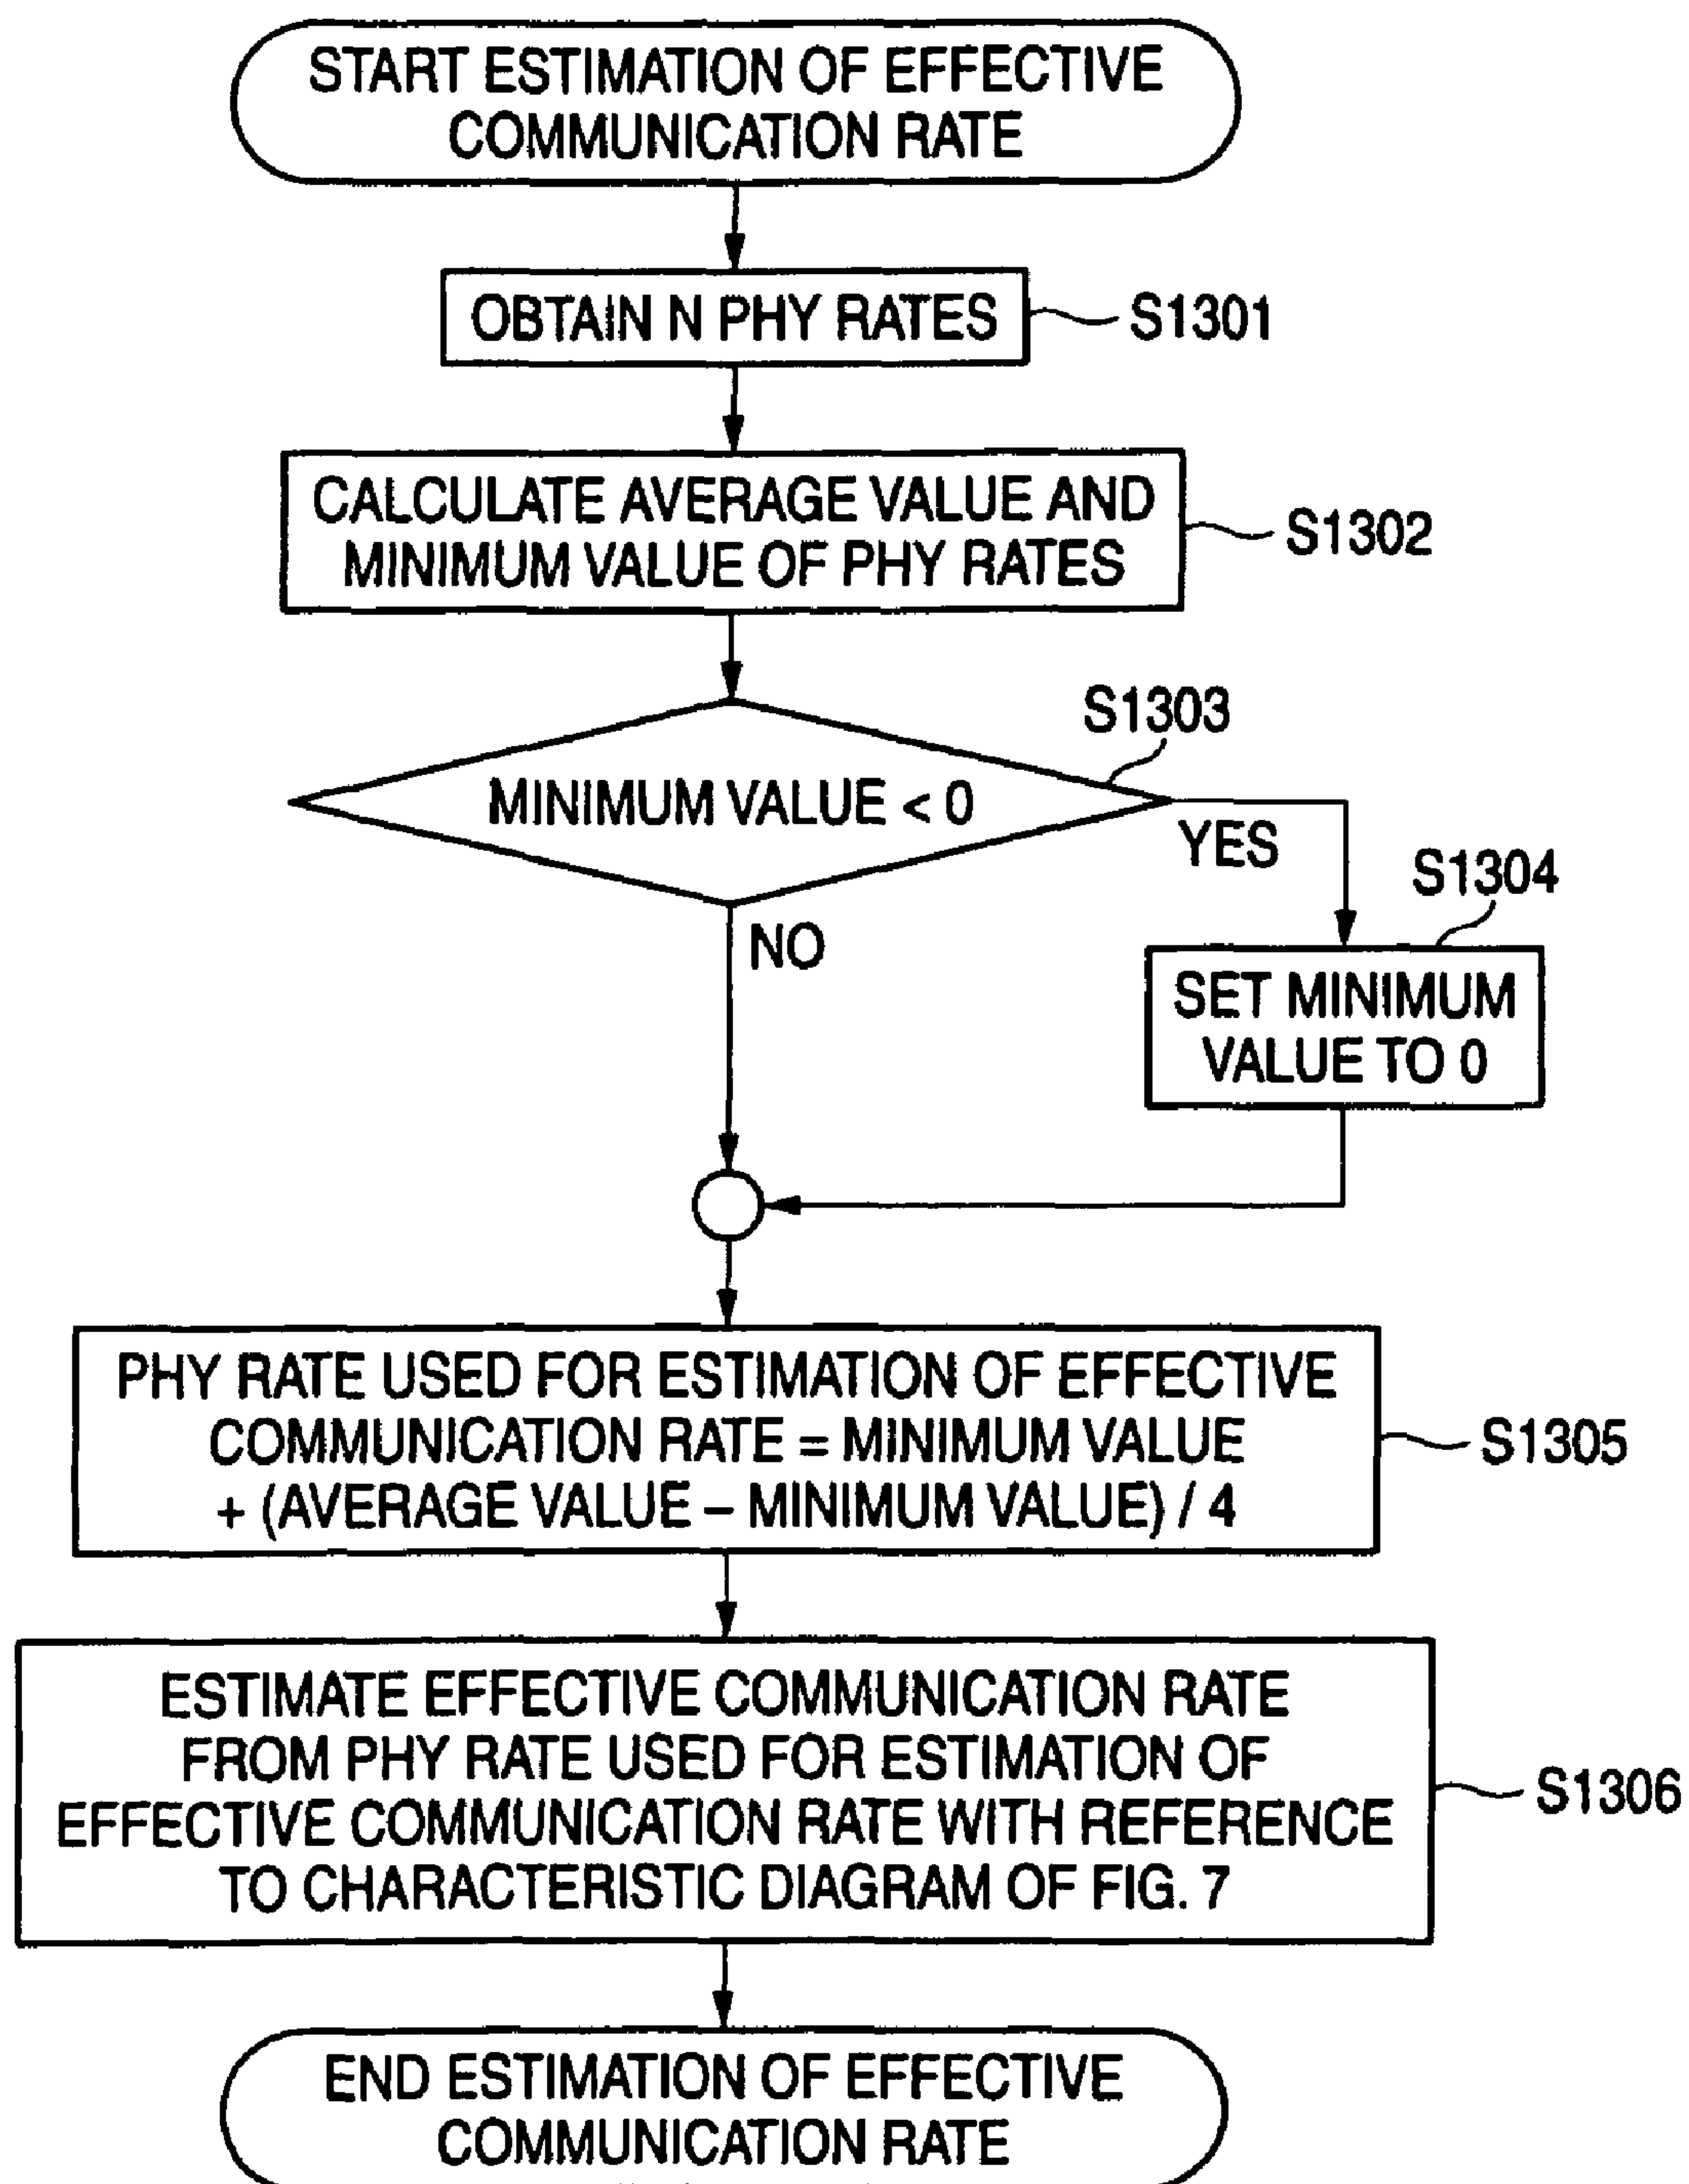 START ESTIMATION OF EFFECTIVE
COMMUNICATION RATE
OBTAIN N PHY RATES
S1301
CALCULATE AVERAGE VALUE AND
MINIMUM VALUE OF PHY RATES
S1302
S1303
MINIMUM VALUE < 0
YES
S1304
NO
SET MINIMUM
VALUE TO 0
PHY RATE USED FOR ESTIMATION OF EFFECTIVE
COMMUNICATION RATE = MINIMUM VALUE
+ (AVERAGE VALUE – MINIMUM VALUE) / 4
S1305
ESTIMATE EFFECTIVE COMMUNICATION RATE
FROM PHY RATE USED FOR ESTIMATION OF
EFFECTIVE COMMUNICATION RATE WITH REFERENCE
TO CHARACTERISTIC DIAGRAM OF FIG. 7
S1306
END ESTIMATION OF EFFECTIVE
COMMUNICATION RATE